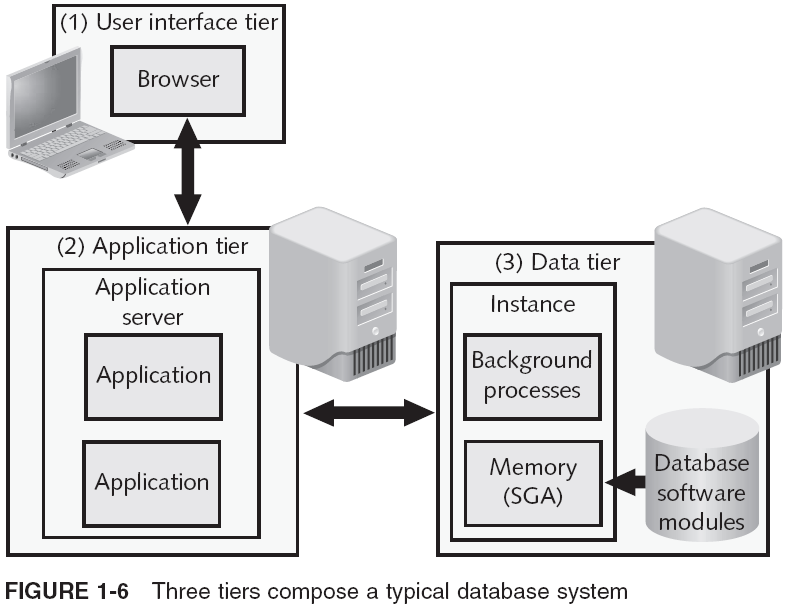 (1) User interface tier
Browser
(2) Application tier
Application
server
Application
Application
(3) Data tier
Instance
Background
processes
Memory
(SGA)
Database
software
modules
FIGURE 1-6 Three tiers compose a typical database system